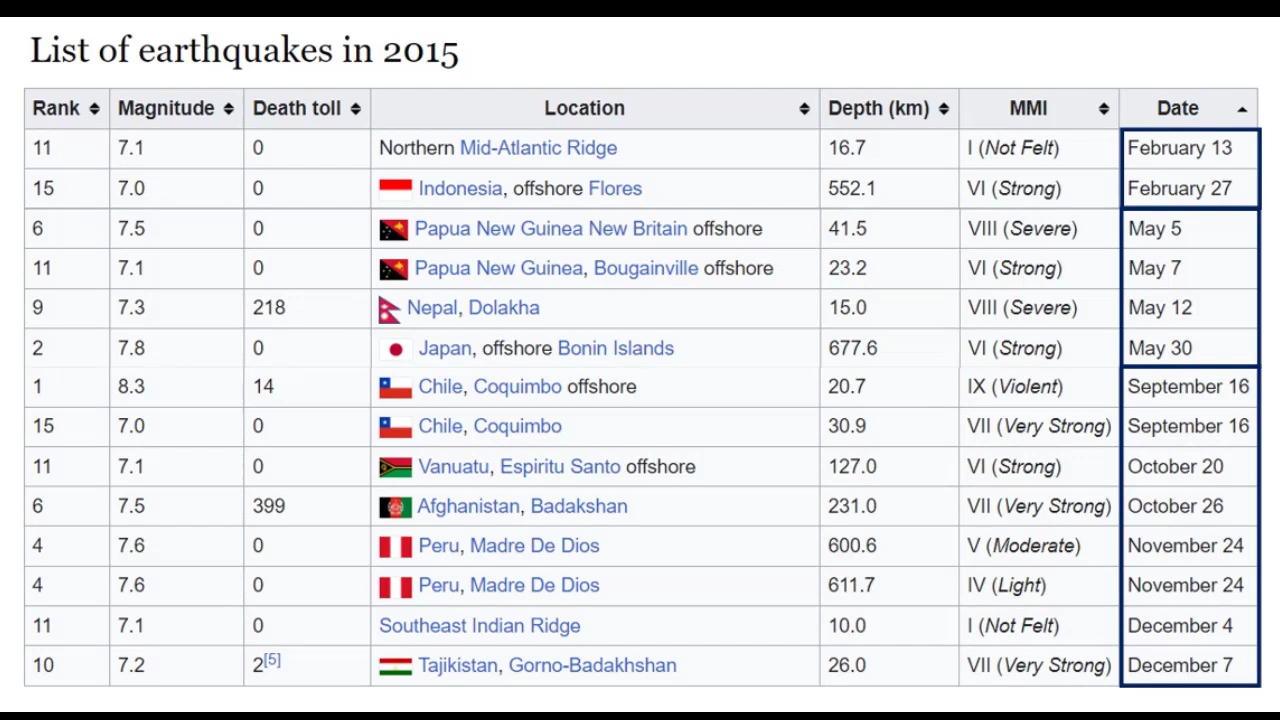 List of earthquakes in 2015
Rank Magnitude Death toll Location Depth (km) MMI Date
11 7.1 0 Northern Mid-Atlantic Ridge 16.7 I (Not Felt) February 13
15 7.0 0 Indonesia, offshore Flores 552.1 VI (Strong) February 27
6 7.5 0 Papua New Guinea New Britain offshore 41.5 VIII (Severe) May 5
11 7.1 0 Papua New Guinea, Bougainville offshore 23.2 VI (Strong) May 7
9 7.3 218 Nepal, Dolakha 15.0 VIII (Severe) May 12
2 7.8 0 Japan, offshore Bonin Islands 677.6 VI (Strong) May 30
1 8.3 14 Chile, Coquimbo offshore 20.7 IX (Violent) September 16
15 7.0 0 Chile, Coquimbo 30.9 VII (Very Strong) September 16
11 7.1 0 Vanuatu, Espiritu Santo offshore 127.0 VI (Strong) October 20
6 7.5 399 Afghanistan, Badakshan 231.0 VII (Very Strong) October 26
4 7.6 0 Peru, Madre De Dios 600.6 V (Moderate) November 24
4 7.6 0 Peru, Madre De Dios 611.7 IV (Light) November 24
11 7.1 0 Southeast Indian Ridge 10.0 I (Not Felt) December 4
10 7.2 2[5] Tajikistan, Gorno-Badakhshan 26.0 VII (Very Strong) December 7